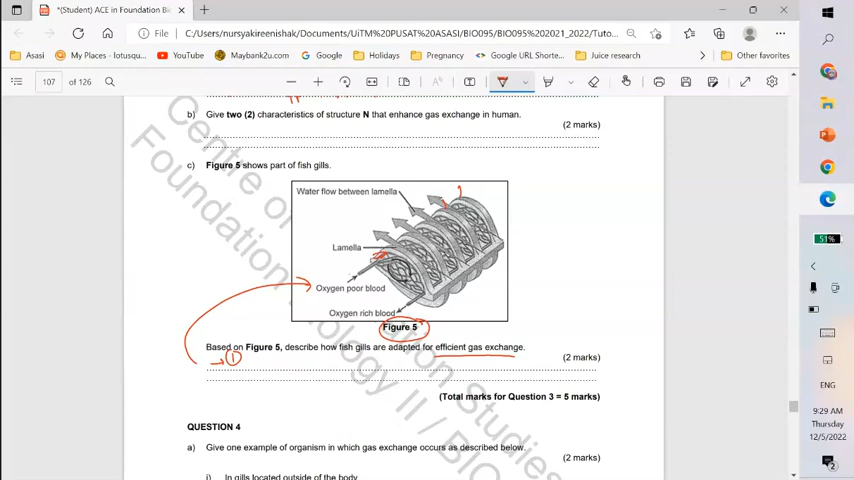 *(Student) ACE in Foundation Bio
File C:/Users/nursyakireenishak/Documents/UiTM%20PUSAT%20ASASI/BIO095/BIO095%202021_2022/Tuto...
Asasi My Places - lotusqu... YouTube Maybank2u.com Google Holidays Pregnancy Google URL Shorte... Juice research Other favorites
107 of 126
b) Give two (2) characteristics of structure N that enhance gas exchange in human.
(2 marks)
c) Figure 5 shows part of fish gills.
Water flow between lamella
Lamella
Oxygen poor blood
Oxygen rich blood
Figure 5
Based on Figure 5, describe how fish gills are adapted for efficient gas exchange.
(2 marks)
1
(Total marks for Question 3 = 5 marks)
QUESTION 4
a) Give one example of organism in which gas exchange occurs as described below.
(2 marks)
i) In gills located outside of the body
Centre of
Foundation Studies
51%
ENG
9:29 AM
Thursday
12/5/2022
2